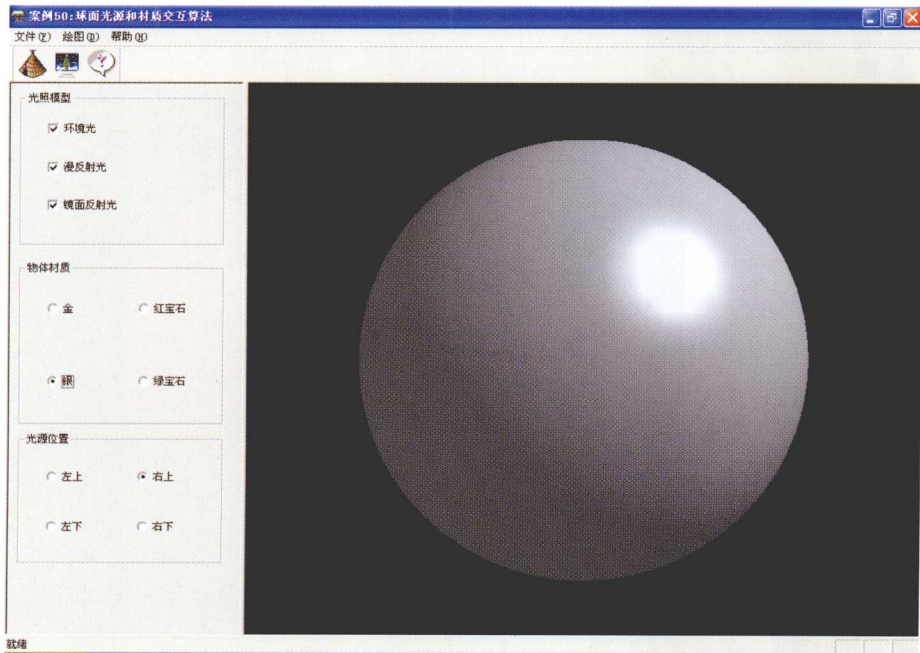 案例50:球面光源和材质交互算法
文件(F) 绘图(D) 帮助(H)
光照模型
环境光
漫反射光
镜面反射光
物体材质
金 红宝石
银 绿宝石
光源位置
左上 右上
左下 右下
就绪